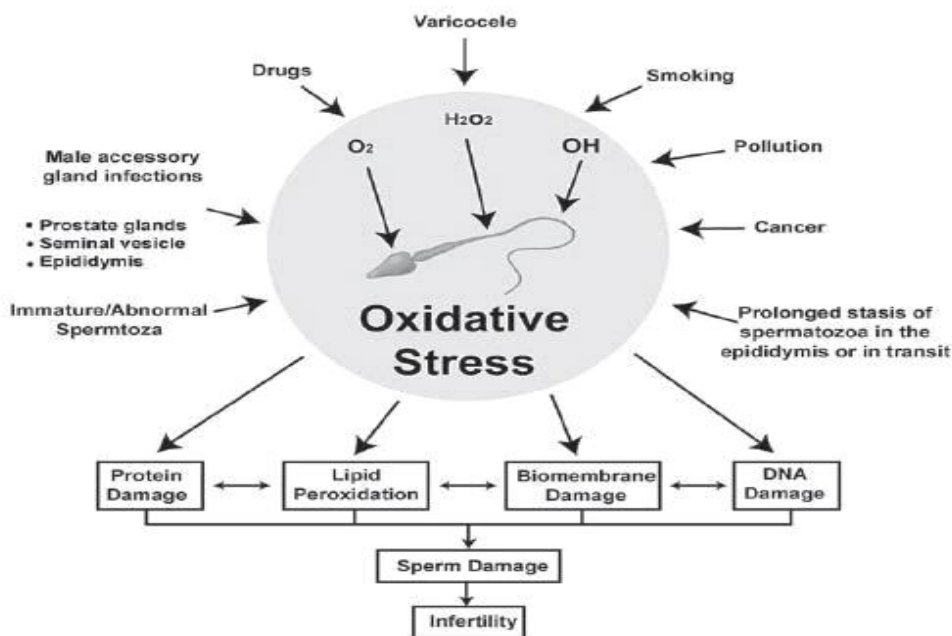 Varicocele
Drugs
Smoking
H2O2
O2
OH
Male accessory
gland infections
Pollution
• Prostate glands
• Seminal vesicle
• Epididymis
Cancer
Immature/Abnormal
Spermtoza
Prolonged stasis of
spermatozoa in the
epididymis or in transit
Oxidative
Stress
Protein
Damage
Lipid
Peroxidation
Biomembrane
Damage
DNA
Damage
Sperm Damage
Infertility